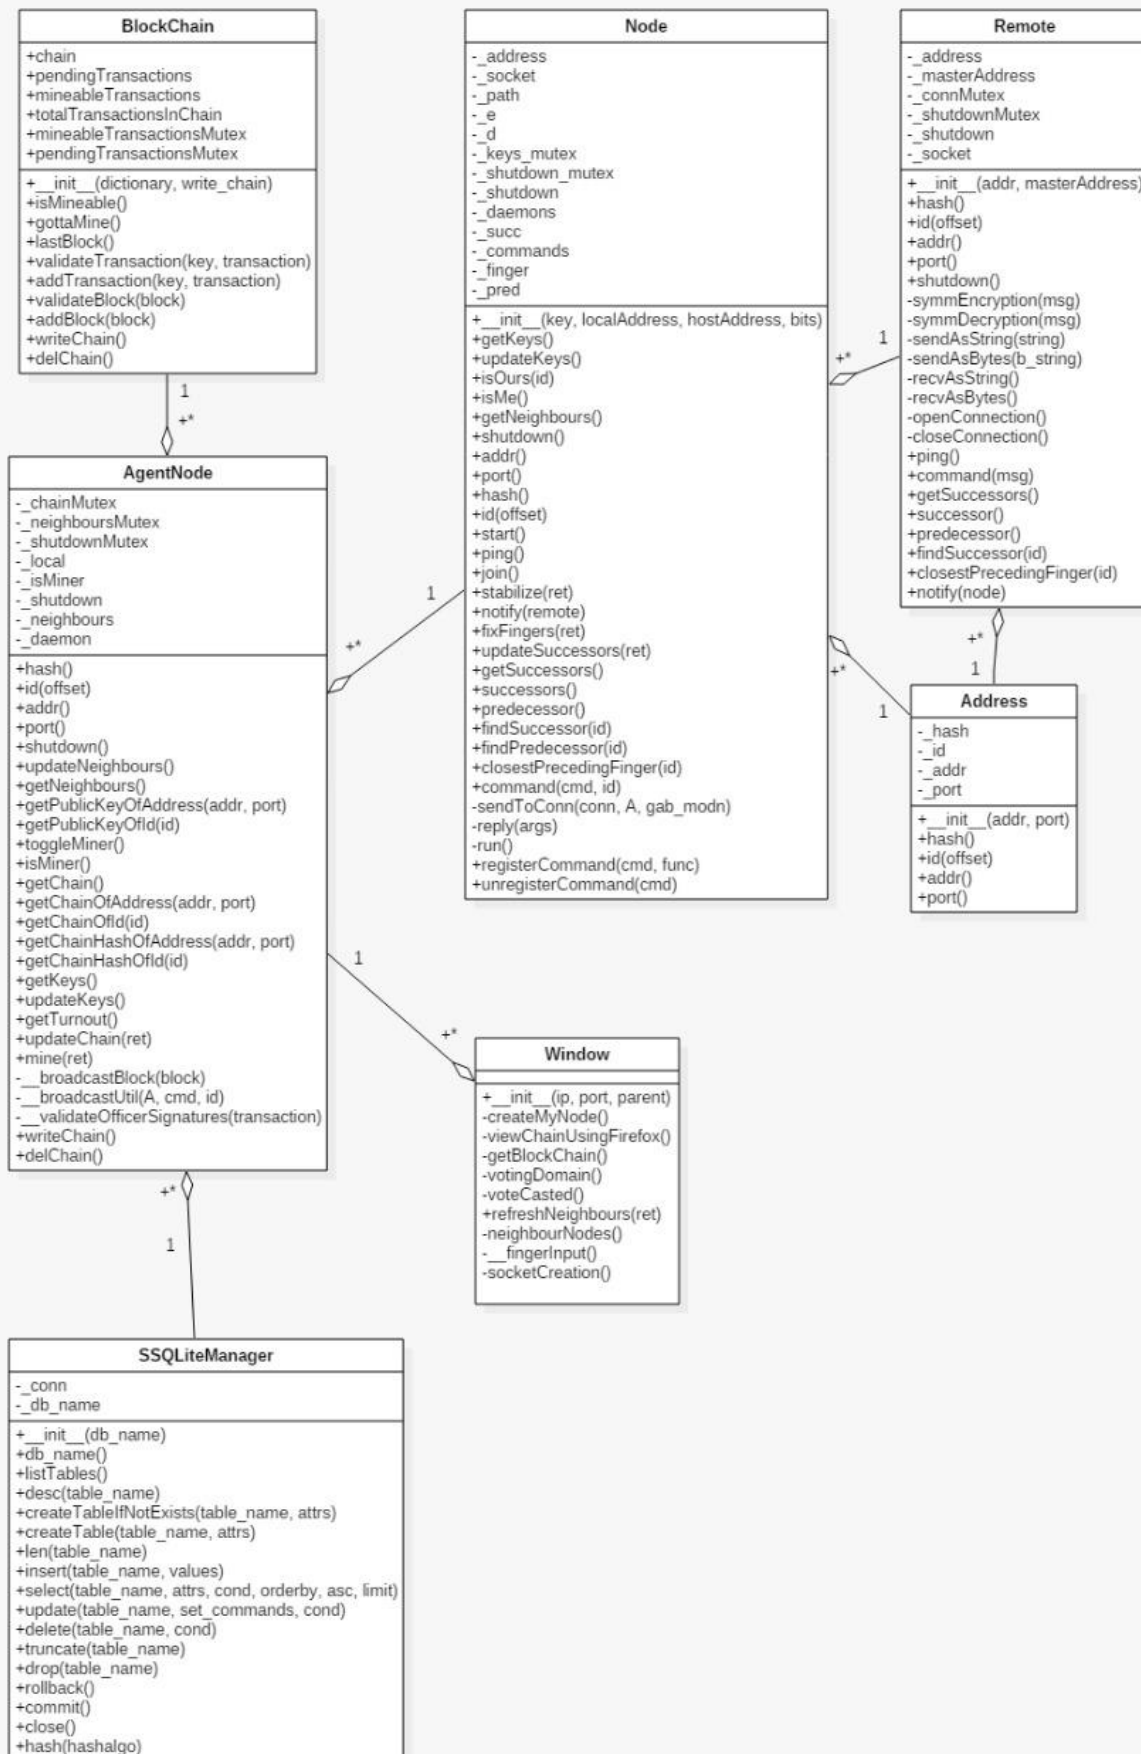 BlockChain
+chain
+pendingTransactions
+mineableTransactions
+totalTransactionsInChain
+mineableTransactionsMutex
+pendingTransactionsMutex
+__init__(dictionary, write_chain)
+isMineable()
+gottaMine()
+lastBlock()
+validateTransaction(key, transaction)
+addTransaction(key, transaction)
+validateBlock(block)
+addBlock(block)
+writeChain()
+delChain()
1
+*
AgentNode
-_chainMutex
-_neighboursMutex
-_shutdownMutex
-_local
-_isMiner
-_shutdown
-_neighbours
-_daemon
+hash()
+id(offset)
+addr()
+port()
+shutdown()
+updateNeighbours()
+getNeighbours()
+getPublicKeyOfAddress(addr, port)
+getPublicKeyOfId(id)
+toggleMiner()
+isMiner()
+getChain()
+getChainOfAddress(addr, port)
+getChainOfId(id)
+getChainHashOfAddress(addr, port)
+getChainHashOfId(id)
+getKeys()
+updateKeys()
+getTurnout()
+updateChain(ret)
+mine(ret)
-__broadcastBlock(block)
-__broadcastUtil(A, cmd, id)
-__validateOfficerSignatures(transaction)
+writeChain()
+delChain()
+*
1
SSQLiteManager
-_conn
-_db_name
+__init__(db_name)
+db_name()
+listTables()
+desc(table_name)
+createTableIfNotExists(table_name, attrs)
+createTable(table_name, attrs)
+len(table_name)
+insert(table_name, values)
+select(table_name, attrs, cond, orderby, asc, limit)
+update(table_name, set_commands, cond)
+delete(table_name, cond)
+truncate(table_name)
+drop(table_name)
+rollback()
+commit()
+close()
+hash(hashalgo)
Node
-_address
-_socket
-_path
-_e
-_d
-_keys_mutex
-_shutdown_mutex
-_shutdown
-_daemons
-_succ
-_commands
-_finger
-_pred
+__init__(key, localAddress, hostAddress, bits)
+getKeys()
+updateKeys()
+isOurs(id)
+isMe()
+getNeighbours()
+shutdown()
+addr()
+port()
+hash()
+id(offset)
+start()
+ping()
+join()
+stabilize(ret)
+notify(remote)
+fixFingers(ret)
+updateSuccessors(ret)
+getSuccessors()
+successors()
+predecessor()
+findSuccessor(id)
+findPredecessor(id)
+closestPrecedingFinger(id)
+command(cmd, id)
-sendToConn(conn, A, gab_modn)
-reply(args)
-run()
+registerCommand(cmd, func)
+unregisterCommand(cmd)
1
+*
1
+*
Window
+__init__(ip, port, parent)
-createMyNode()
-viewChainUsingFirefox()
-getBlockChain()
-votingDomain()
-voteCasted()
+refreshNeighbours(ret)
-neighbourNodes()
-__fingerInput()
-socketCreation()
Remote
-_address
-_masterAddress
-_connMutex
-_shutdownMutex
-_shutdown
-_socket
+__init__(addr, masterAddress)
+hash()
+id(offset)
+addr()
+port()
+shutdown()
-symmEncryption(msg)
-symmDecryption(msg)
-sendAsString(string)
-sendAsBytes(b_string)
-recvAsString()
-recvAsBytes()
-openConnection()
-closeConnection()
+ping()
+command(msg)
+getSuccessors()
+successor()
+predecessor()
+findSuccessor(id)
+closestPrecedingFinger(id)
+notify(node)
1
+*
+*
1
+*
1
Address
-_hash
-_id
-_addr
-_port
+__init__(addr, port)
+hash()
+id(offset)
+addr()
+port()